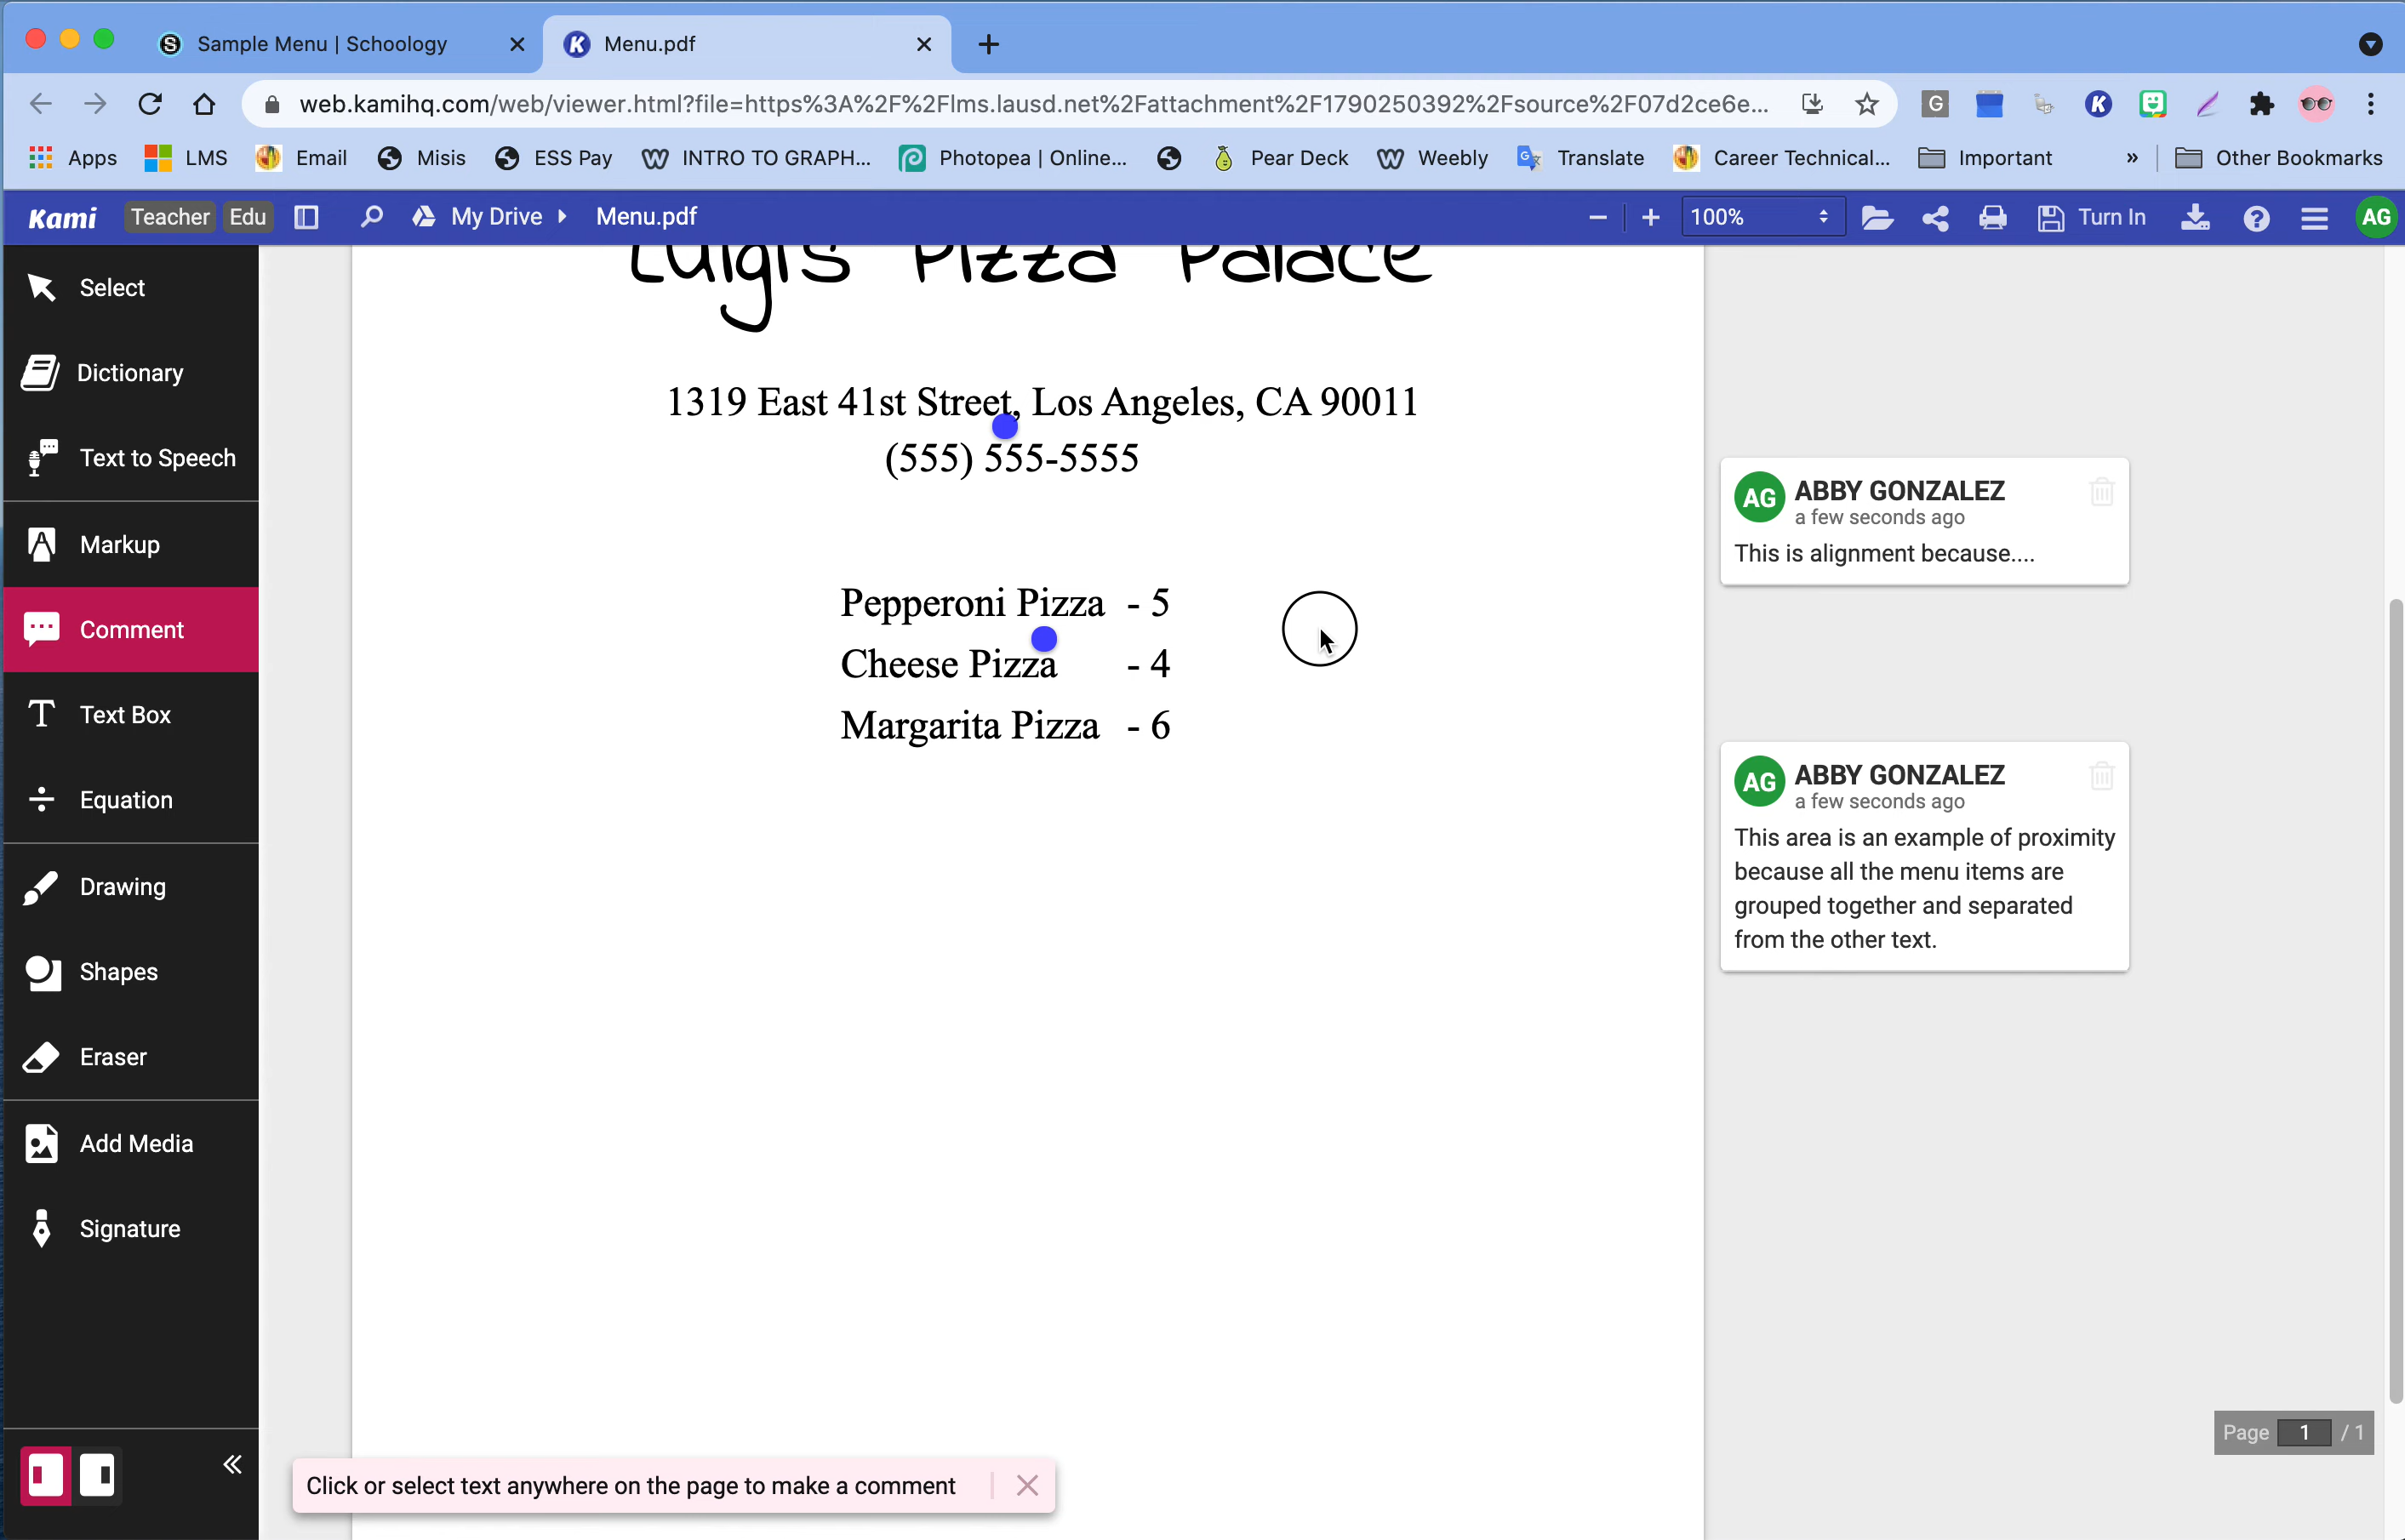 Sample Menu | Schoology
Menu.pdf
web.kamihq.com/web/viewer.html?file=https%3A%2F%2Flms.lausd.net%2Fattachment%2F1790250392%2Fsource%2F07d2ce6e...
Apps LMS Email Misis ESS Pay INTRO TO GRAPH... Photopea | Online... Pear Deck Weebly Translate Career Technical... Important » Other Bookmarks
Kami Teacher Edu My Drive Menu.pdf 100% Turn In AG
Select
Dictionary
Text to Speech
Markup
Comment
Text Box
Equation
Drawing
Shapes
Eraser
Add Media
Signature
Luigi's Pizza Palace
1319 East 41st Street, Los Angeles, CA 90011
(555) 555-5555
Pepperoni Pizza - 5
Cheese Pizza - 4
Margarita Pizza - 6
AG ABBY GONZALEZ
a few seconds ago
This is alignment because....
AG ABBY GONZALEZ
a few seconds ago
This area is an example of proximity
because all the menu items are
grouped together and separated
from the other text.
Page 1 / 1
Click or select text anywhere on the page to make a comment